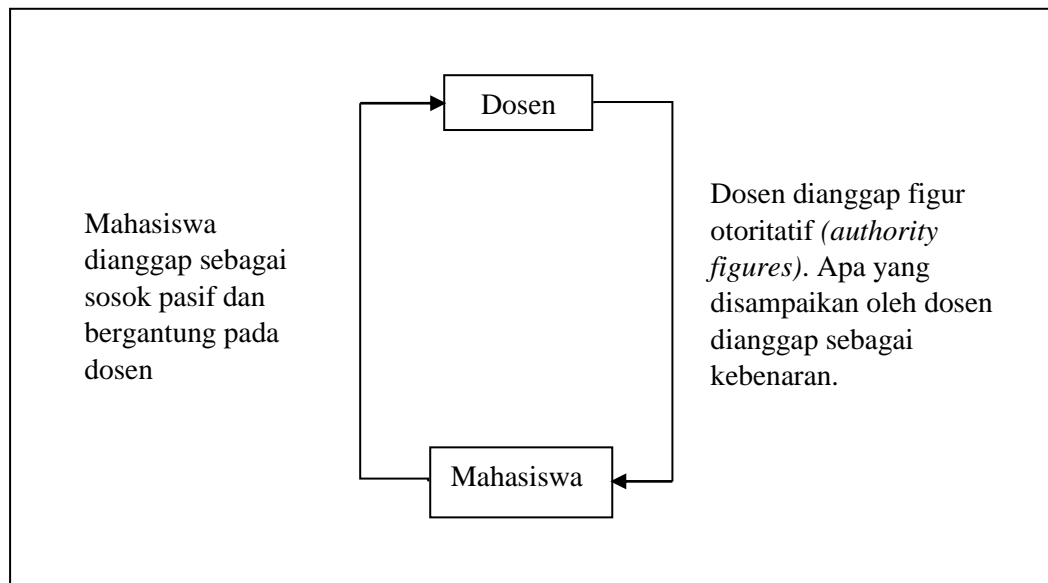 Dosen
Mahasiswa
dianggap sebagai
sosok pasif dan
bergantung pada
dosen
Dosen dianggap figur
otoritatif (authority
figures). Apa yang
disampaikan oleh dosen
dianggap sebagai
kebenaran.
Mahasiswa